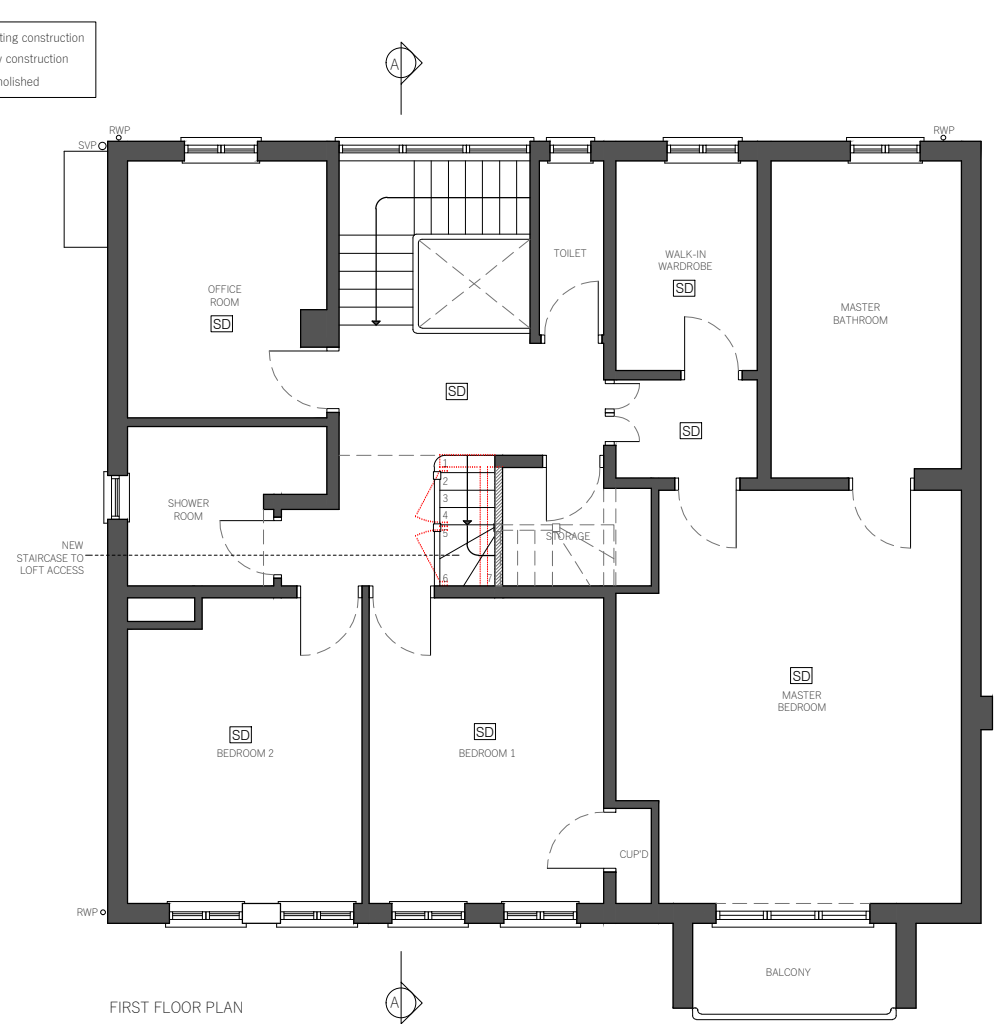 ting construction
construction
nolished
A
RWP
RWP
SVP
TOILET
WALK-IN
WARDROBE
SD
OFFICE
ROOM
SD
MASTER
BATHROOM
SD
SD
1
2
3
4
5
6
7
SHOWER
ROOM
STORAGE
NEW
STAIRCASE TO
LOFT ACCESS
SD
MASTER
BEDROOM
SD
BEDROOM 2
SD
BEDROOM 1
CUP'D
RWP
BALCONY
A
FIRST FLOOR PLAN